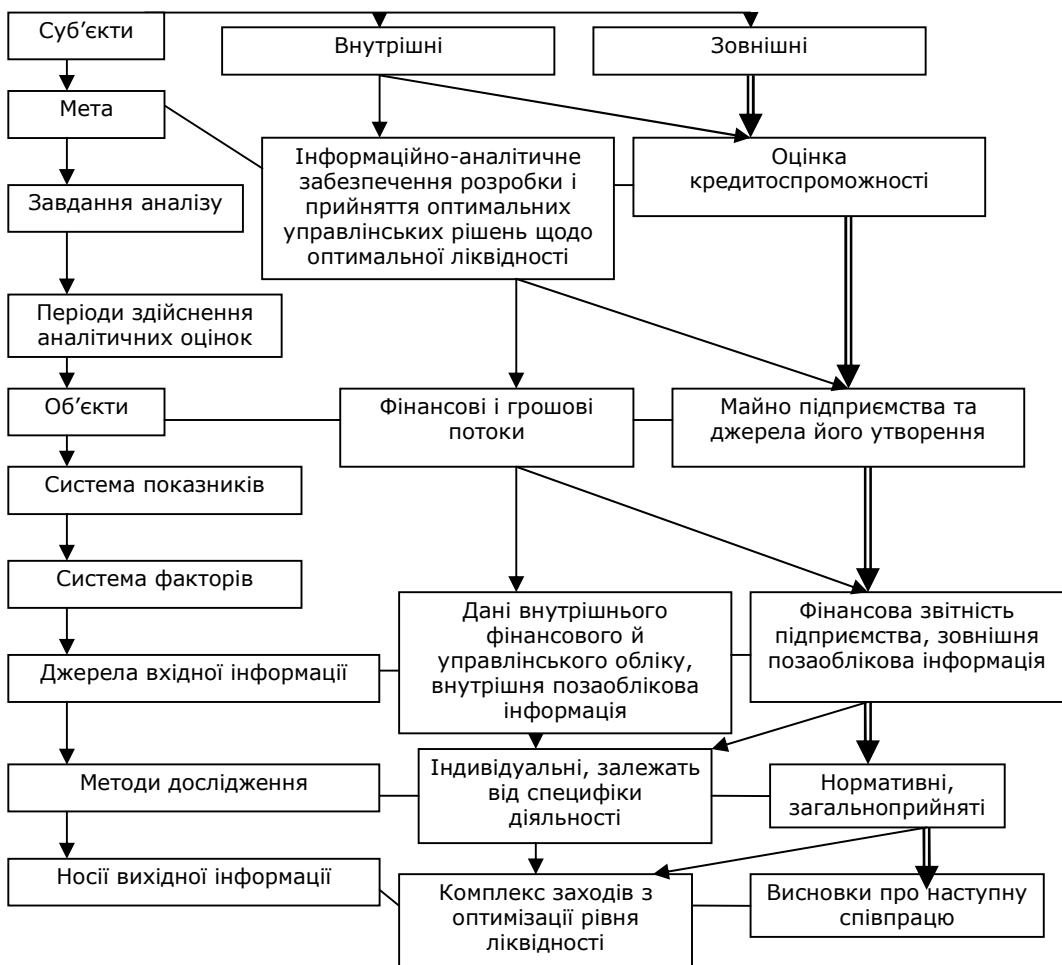 Суб’єкти
Внутрішні
Зовнішні
Мета
Інформаційно-аналітичне
забезпечення розробки і
прийняття оптимальних
управлінських рішень щодо
оптимальної ліквідності
Оцінка
кредитоспроможності
Завдання аналізу
Періоди здійснення
аналітичних оцінок
Об’єкти
Фінансові і грошові
потоки
Майно підприємства та
джерела його утворення
Система показників
Система факторів
Джерела вхідної інформації
Дані внутрішнього
фінансового й
управлінського обліку,
внутрішня позаоблікова
інформація
Фінансова звітність
підприємства, зовнішня
позаоблікова інформація
Методи дослідження
Індивідуальні, залежать
від специфіки
діяльності
Нормативні,
загальноприйняті
Носії вихідної інформації
Комплекс заходів з
оптимізації рівня
ліквідності
Висновки про наступну
співпрацю